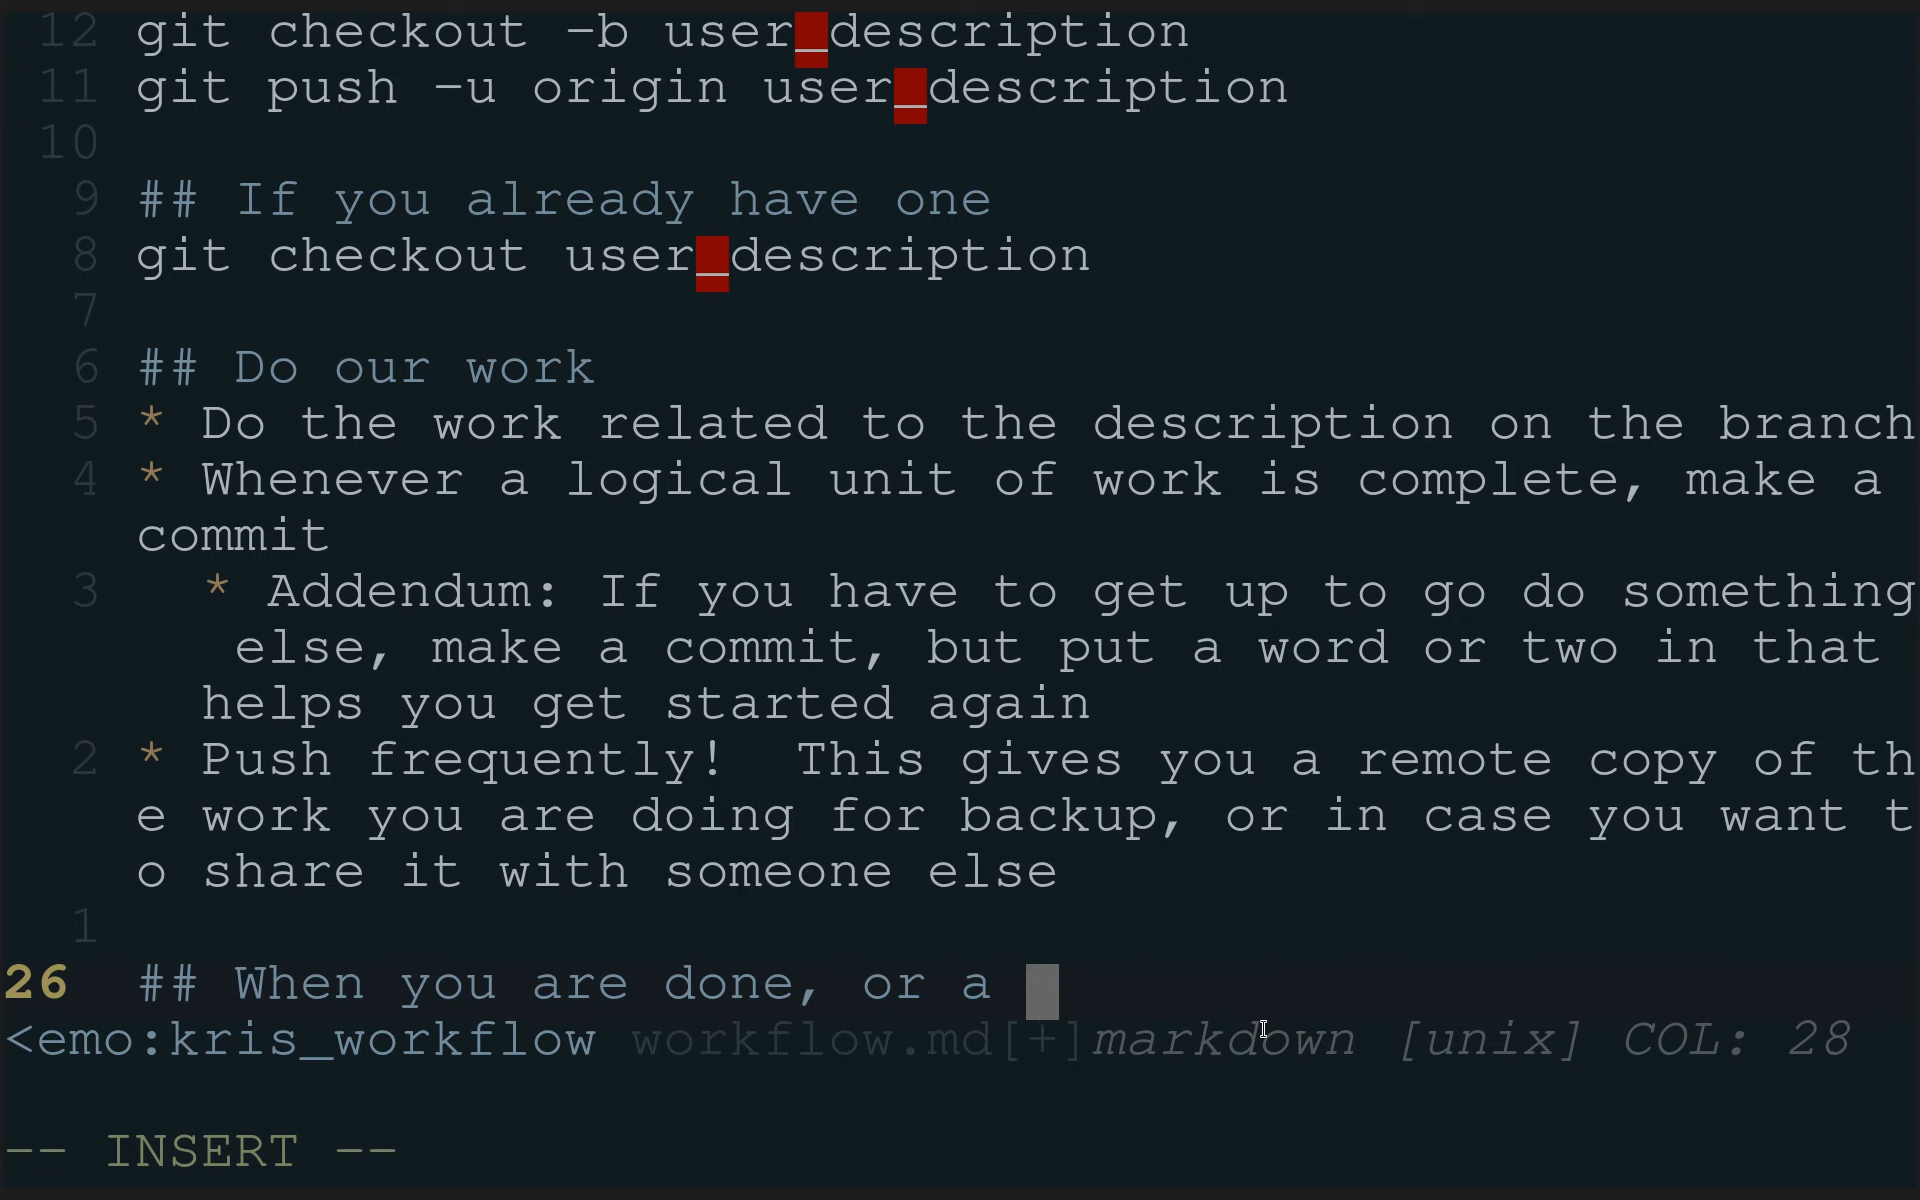 12 git checkout -b user_description
11 git push -u origin user_description
10
9 ## If you already have one
8 git checkout user_description
7
6 ## Do our work
5 * Do the work related to the description on the branch
4 * Whenever a logical unit of work is complete, make a
commit
3 * Addendum: If you have to get up to go do something
else, make a commit, but put a word or two in that
helps you get started again
2 * Push frequently!  This gives you a remote copy of th
e work you are doing for backup, or in case you want t
o share it with someone else
1
26 ## When you are done, or a
<emo:kris_workflow workflow.md[+]markdown [unix] COL: 28
-- INSERT --